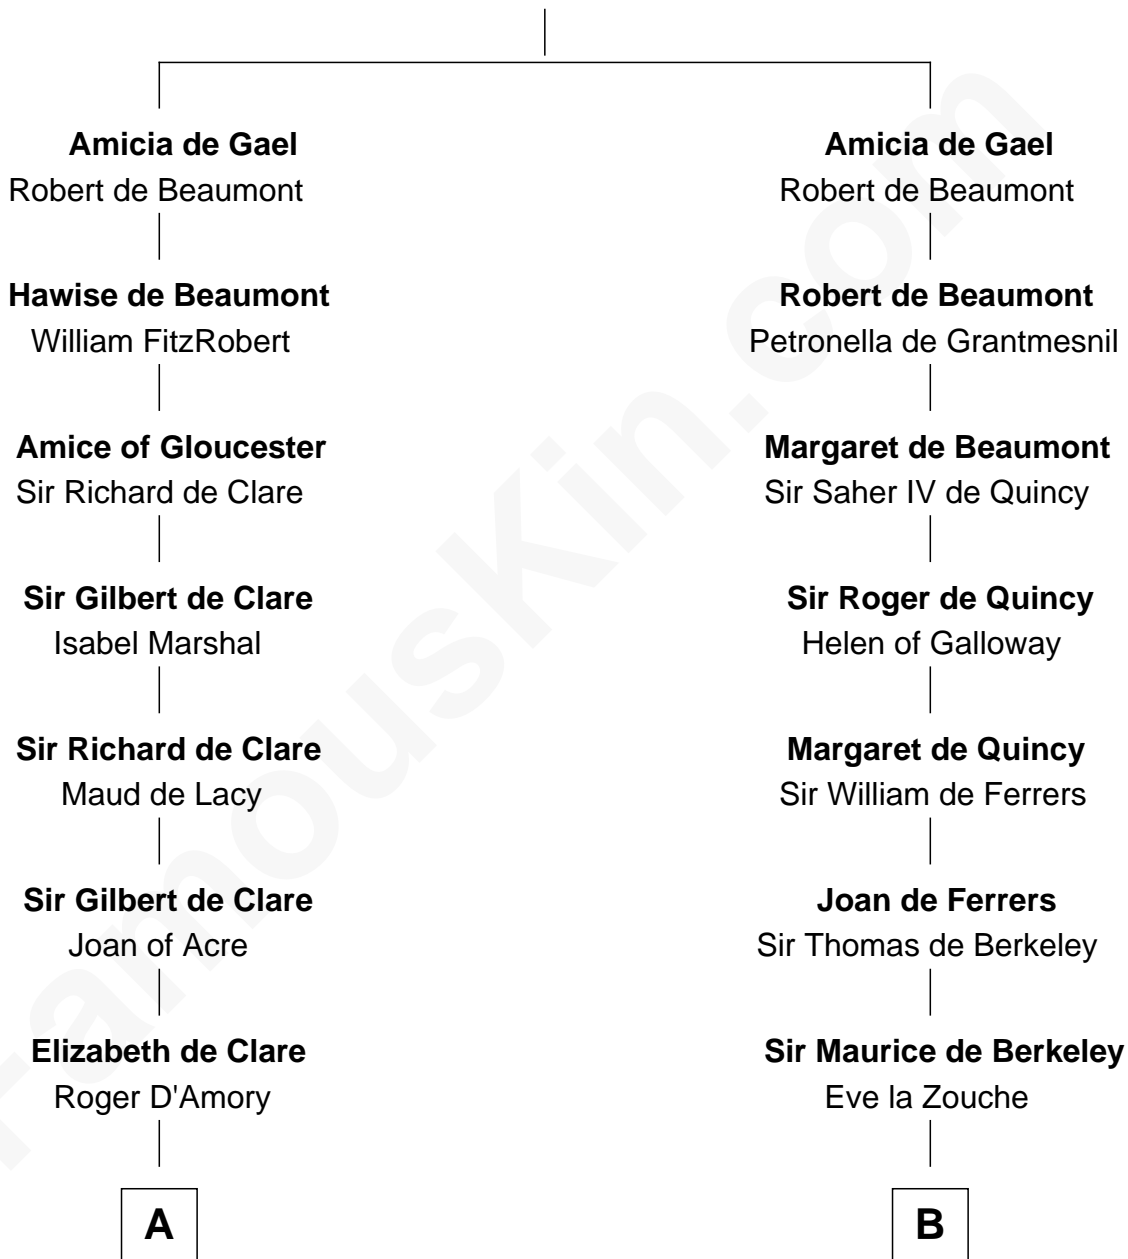 Amicia de Gael
Robert de Beaumont
Hawise de Beaumont
William FitzRobert
Amice of Gloucester
Sir Richard de Clare
Sir Gilbert de Clare
Isabel Marshal
Sir Richard de Clare
Maud de Lacy
Sir Gilbert de Clare
Joan of Acre
Elizabeth de Clare
Roger D'Amory
A
Amicia de Gael
Robert de Beaumont
Robert de Beaumont
Petronella de Grantmesnil
Margaret de Beaumont
Sir Saher IV de Quincy
Sir Roger de Quincy
Helen of Galloway
Margaret de Quincy
Sir William de Ferrers
Joan de Ferrers
Sir Thomas de Berkeley
Sir Maurice de Berkeley
Eve la Zouche
B
FamousKin.com